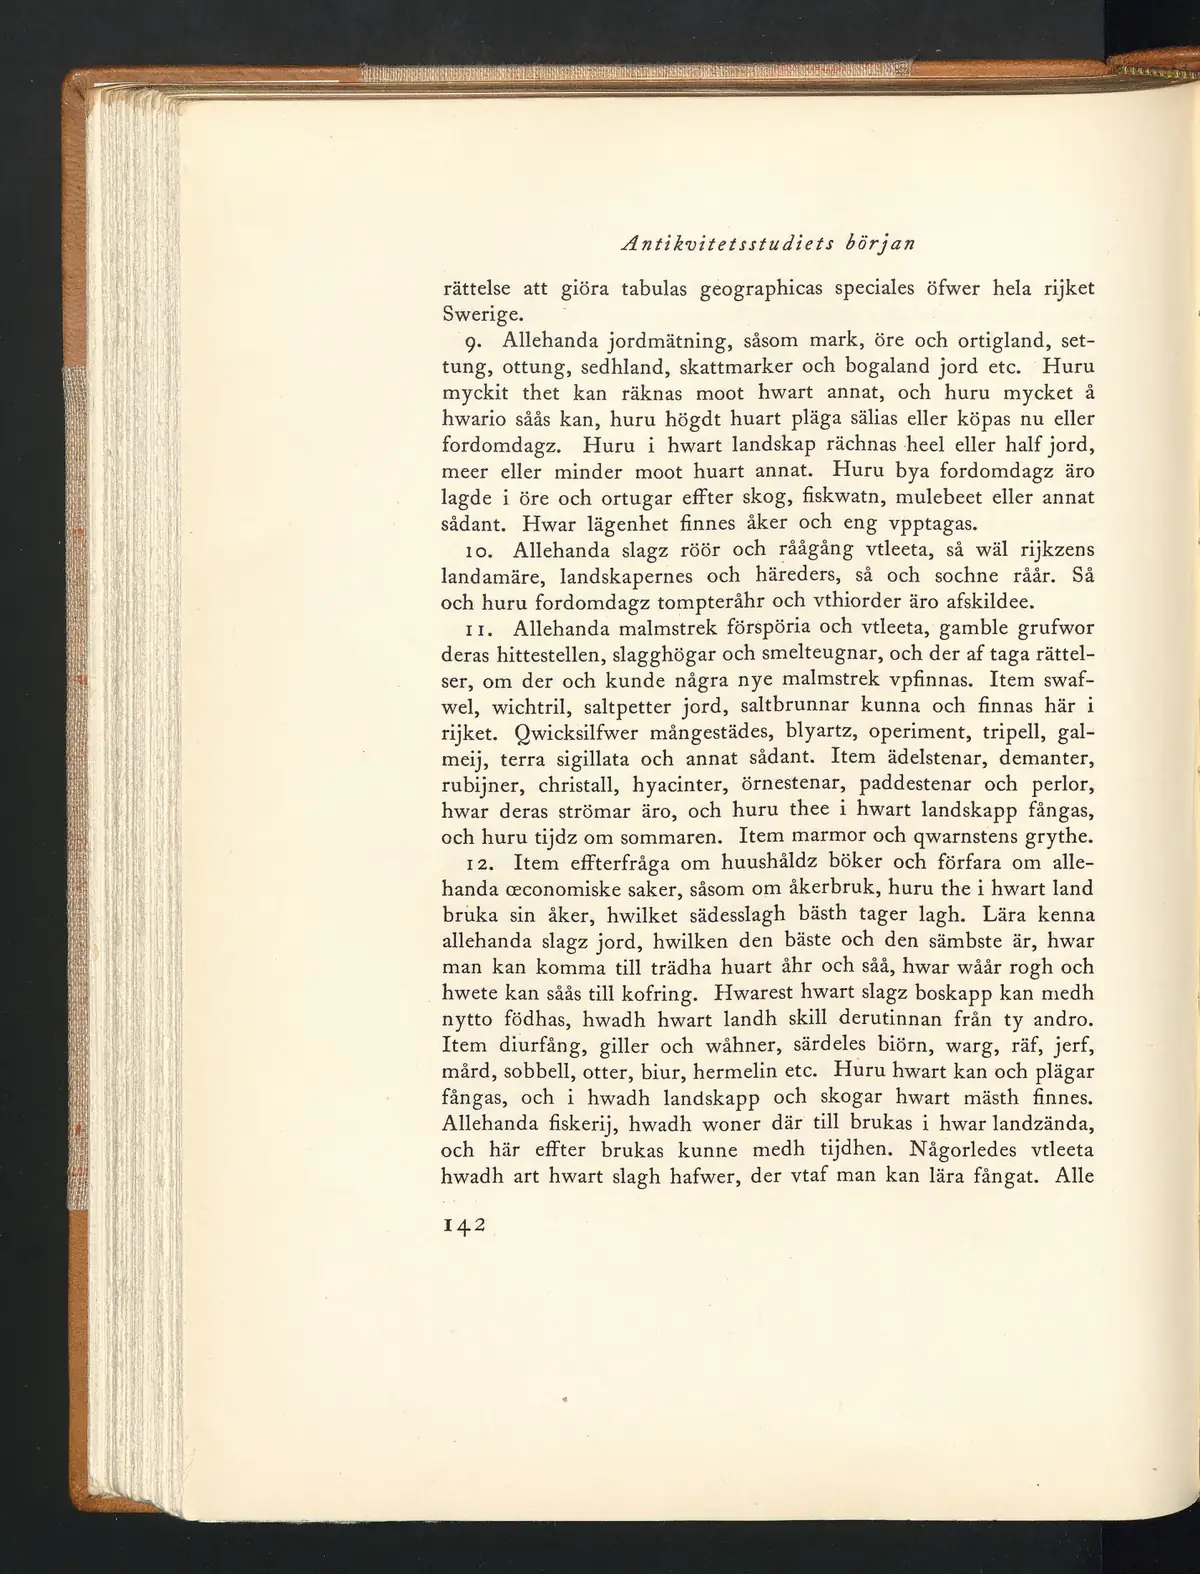 Antikvitetsstudiets början
rättelse att giöra tabulas geographicas speciales öfwer hela rijket
Swerige.
9. Allehanda jordmätning, såsom mark, öre och ortigland, set-
tung, ottung, sedhland, skattmarker och bogaland jord etc. Huru
myckit thet kan räknas moot hwart annat, och huru mycket å
hwario såås kan, huru högdt huart pläga sälias eller köpas nu eller
fordomdagz. Huru i hwart landskap rächnas heel eller half jord,
meer eller minder moot huart annat. Huru bya fordomdagz äro
lagde i öre och ortugar effter skog, fiskwatn, mulebeet eller annat
sådant. Hwar lägenhet finnes åker och eng vpptagas.
10. Allehanda slagz röör och råågång vtleeta, så wäl rijkzens
landamäre, landskapernes och häreders, så och sochne råår. Så
och huru fordomdagz tompteråhr och vthiorder äro afskildee.
11. Allehanda malmstrek förspöria och vtleeta, gamble grufwor
deras hittestellen, slagghögar och smelteugnar, och der af taga rättel-
ser, om der och kunde några nye malmstrek vpfinnas. Item swaf-
wel, wichtril, saltpetter jord, saltbrunnar kunna och finnas här i
rijket. Qwicksilfwer mångestädes, blyartz, operiment, tripell, gal-
meij, terra sigillata och annat sådant. Item ädelstenar, demanter,
rubijner, christall, hyacinter, örnestenar, paddestenar och perlor,
hwar deras strömar äro, och huru thee i hwart landskapp fångas,
och huru tijdz om sommaren. Item marmor och qwarnstens grythe.
12. Item effterfråga om huushåldz böker och förfara om alle-
handa œconomiske saker, såsom om åkerbruk, huru the i hwart land
bruka sin åker, hwilket sädesslagh bästh tager lagh. Lära kenna
allehanda slagz jord, hwilken den bäste och den sämbste är, hwar
man kan komma till trädha huart åhr och såå, hwar wåår rogh och
hwete kan såås till kofring. Hwarest hwart slagz boskapp kan medh
nytto födhas, hwadh hwart landh skill derutinnan från ty andro.
Item diurfång, giller och wåhner, särdeles biörn, warg, räf, jerf,
mård, sobbell, otter, biur, hermelin etc. Huru hwart kan och plägar
fångas, och i hwadh landskapp och skogar hwart mästh finnes.
Allehanda fiskerij, hwadh woner där till brukas i hwar landzända,
och här effter brukas kunne medh tijdhen. Någorledes vtleeta
hwadh art hwart slagh hafwer, der vtaf man kan lära fångat. Alle
142